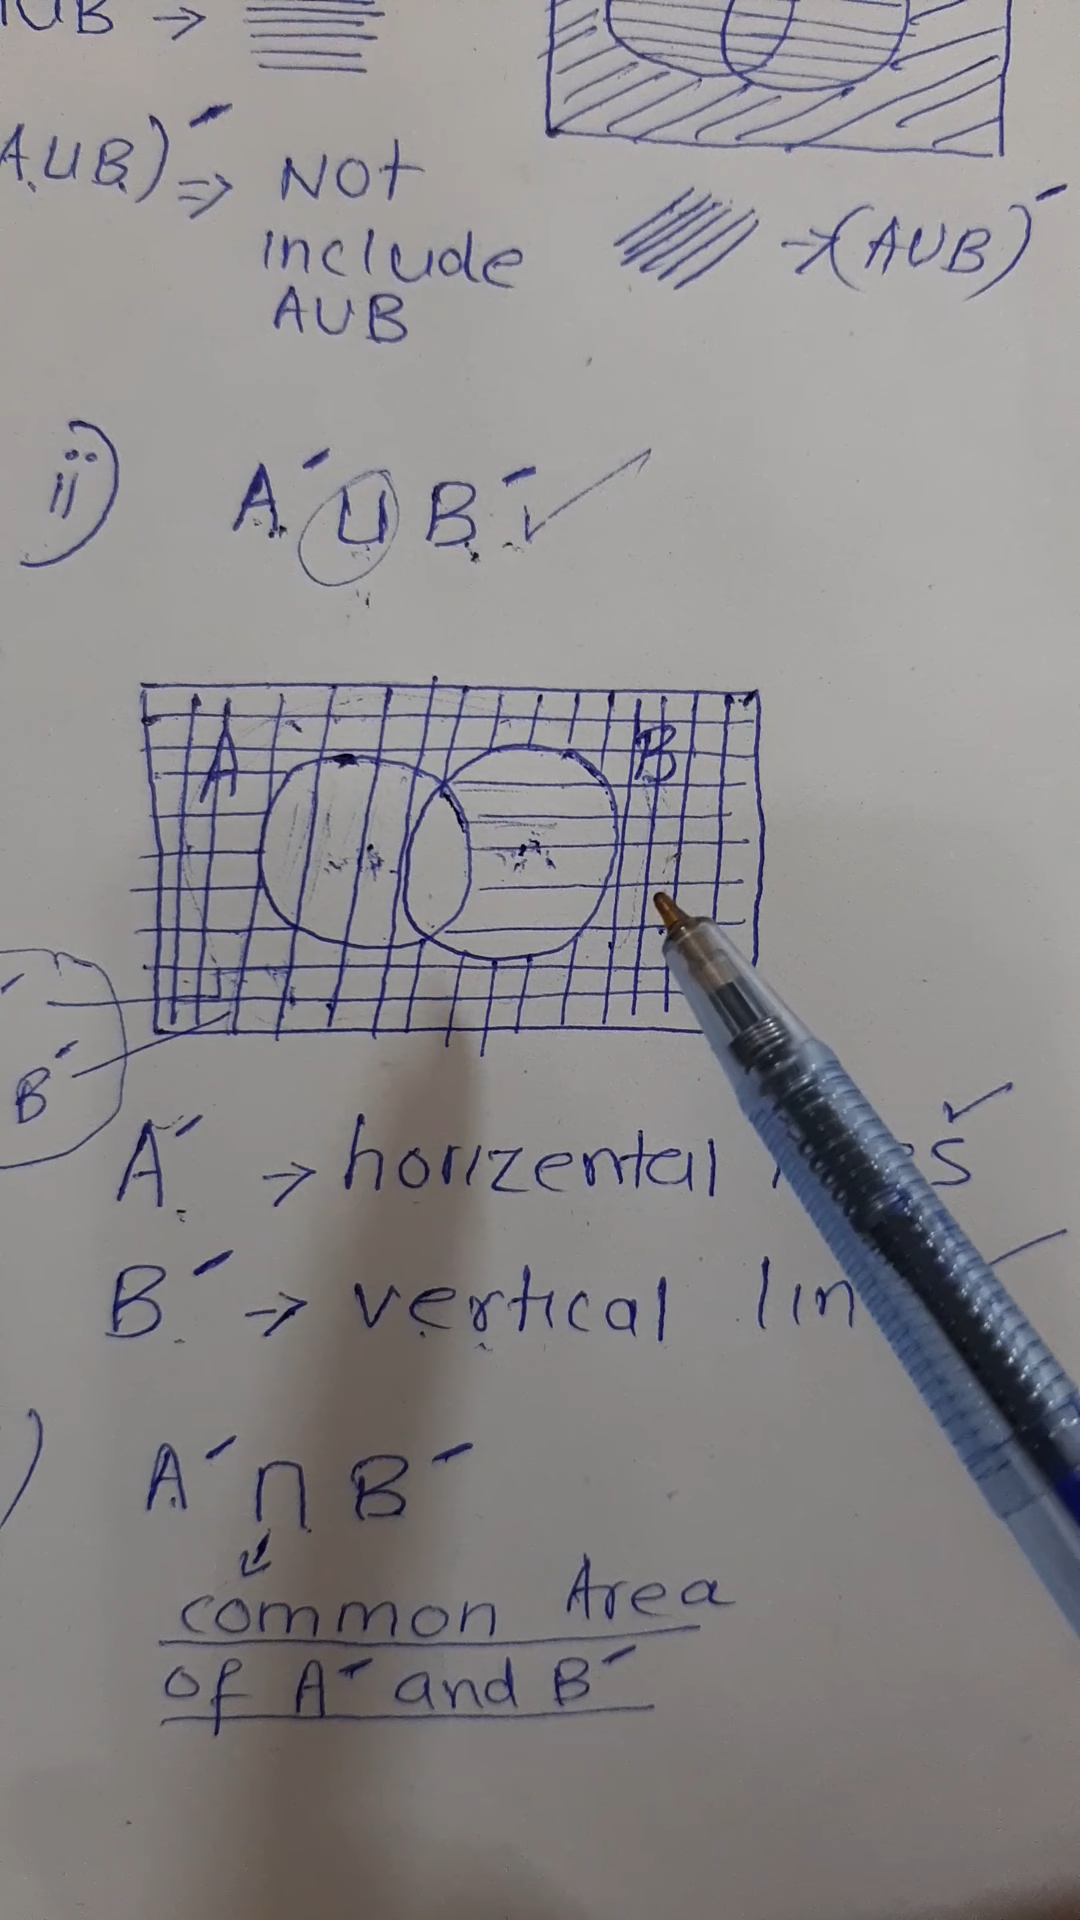 AUB →
AUB)′ ⇒ Not
include
AUB
→ (AUB)′
ii) A′ U B′ ✓
A B
B′
A′ → horizental
B′ → vertical lin
) A′ ∩ B′
common Area
of A′ and B′